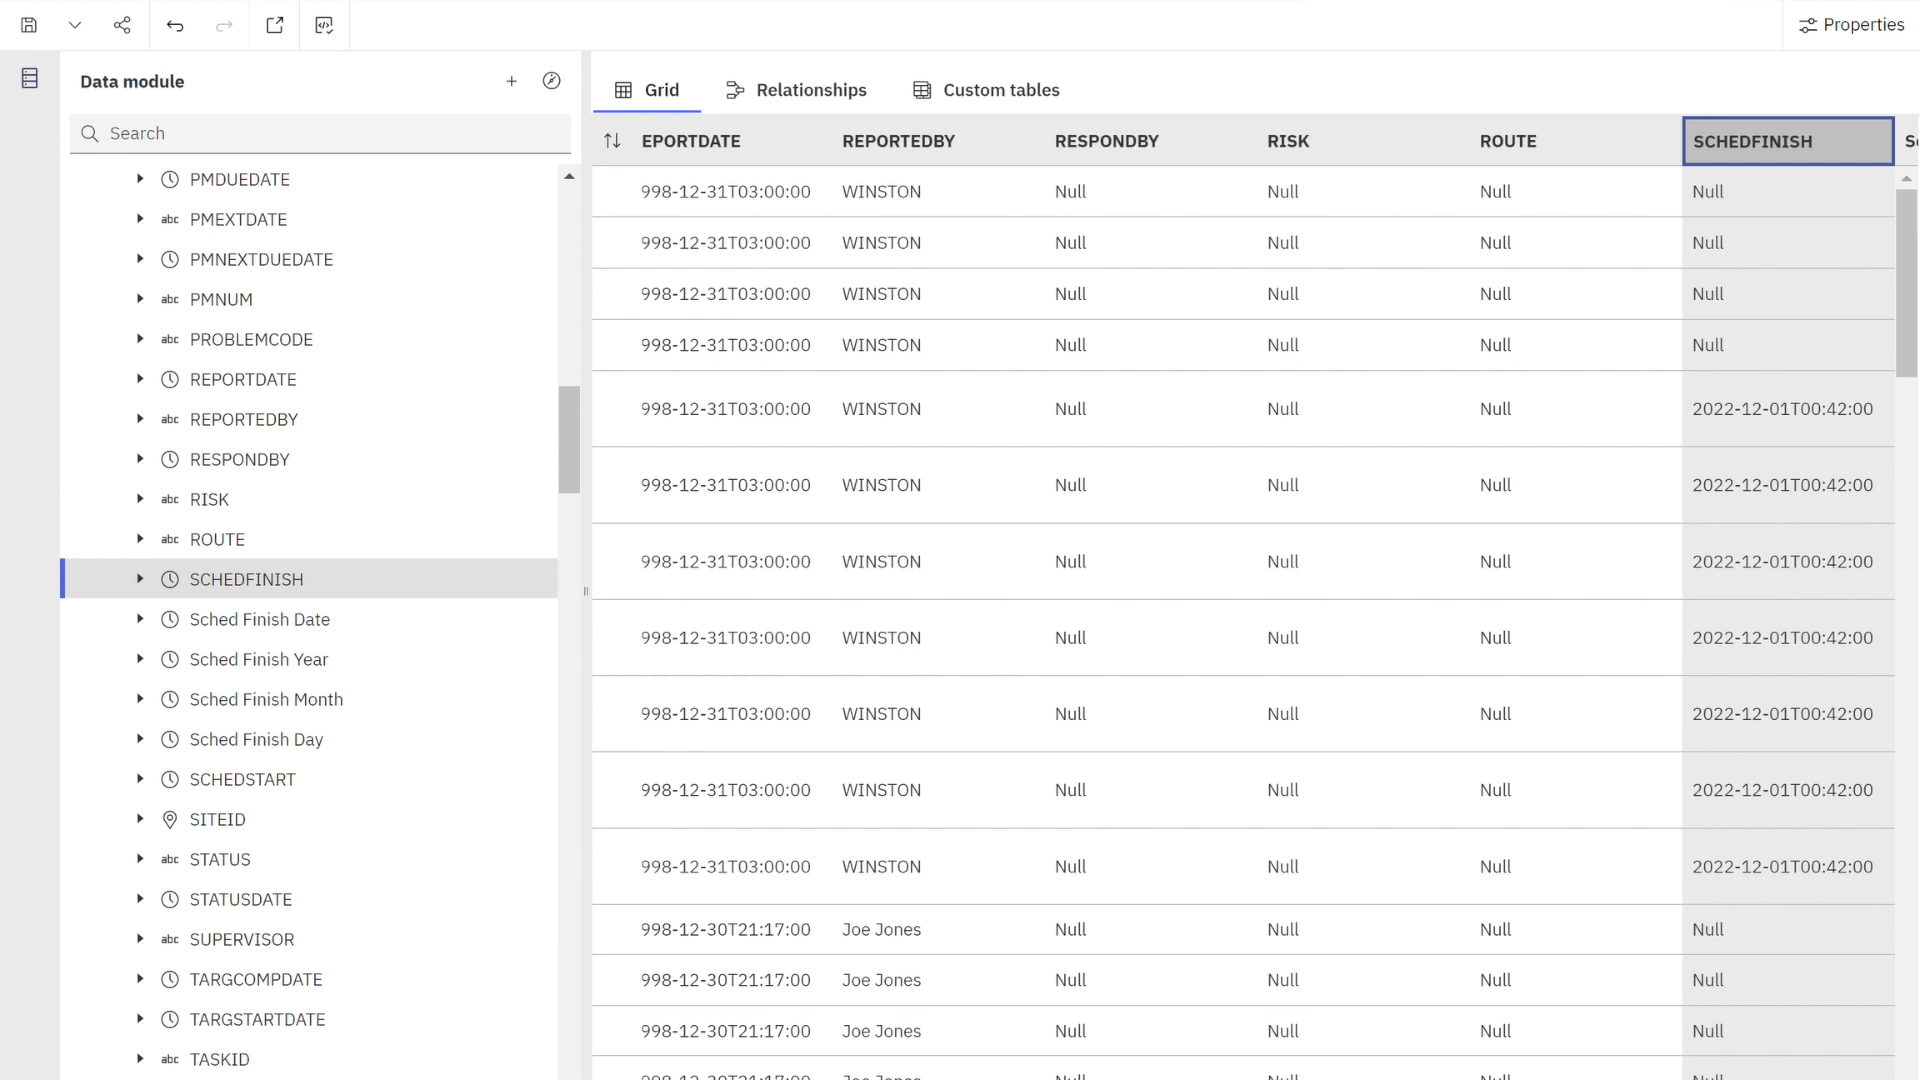 Properties
Data module
Search
Grid
Relationships
Custom tables
EPORTDATE REPORTEDBY RESPONDBY RISK ROUTE SCHEDFINISH
abc PMDUEDATE
abc PMEXTDATE
PMNEXTDUEDATE
abc PMNUM
abc PROBLEMCODE
REPORTDATE
abc REPORTEDBY
RESPONDBY
abc RISK
abc ROUTE
SCHEDFINISH
Sched Finish Date
Sched Finish Year
Sched Finish Month
Sched Finish Day
SCHEDSTART
SITEID
abc STATUS
STATUSDATE
abc SUPERVISOR
TARGCOMPDATE
TARGSTARTDATE
abc TASKID
998-12-31T03:00:00 WINSTON Null Null Null Null
998-12-31T03:00:00 WINSTON Null Null Null Null
998-12-31T03:00:00 WINSTON Null Null Null Null
998-12-31T03:00:00 WINSTON Null Null Null Null
998-12-31T03:00:00 WINSTON Null Null Null 2022-12-01T00:42:00
998-12-31T03:00:00 WINSTON Null Null Null 2022-12-01T00:42:00
998-12-31T03:00:00 WINSTON Null Null Null 2022-12-01T00:42:00
998-12-31T03:00:00 WINSTON Null Null Null 2022-12-01T00:42:00
998-12-31T03:00:00 WINSTON Null Null Null 2022-12-01T00:42:00
998-12-31T03:00:00 WINSTON Null Null Null 2022-12-01T00:42:00
998-12-31T03:00:00 WINSTON Null Null Null 2022-12-01T00:42:00
998-12-30T21:17:00 Joe Jones Null Null Null Null
998-12-30T21:17:00 Joe Jones Null Null Null Null
998-12-30T21:17:00 Joe Jones Null Null Null Null